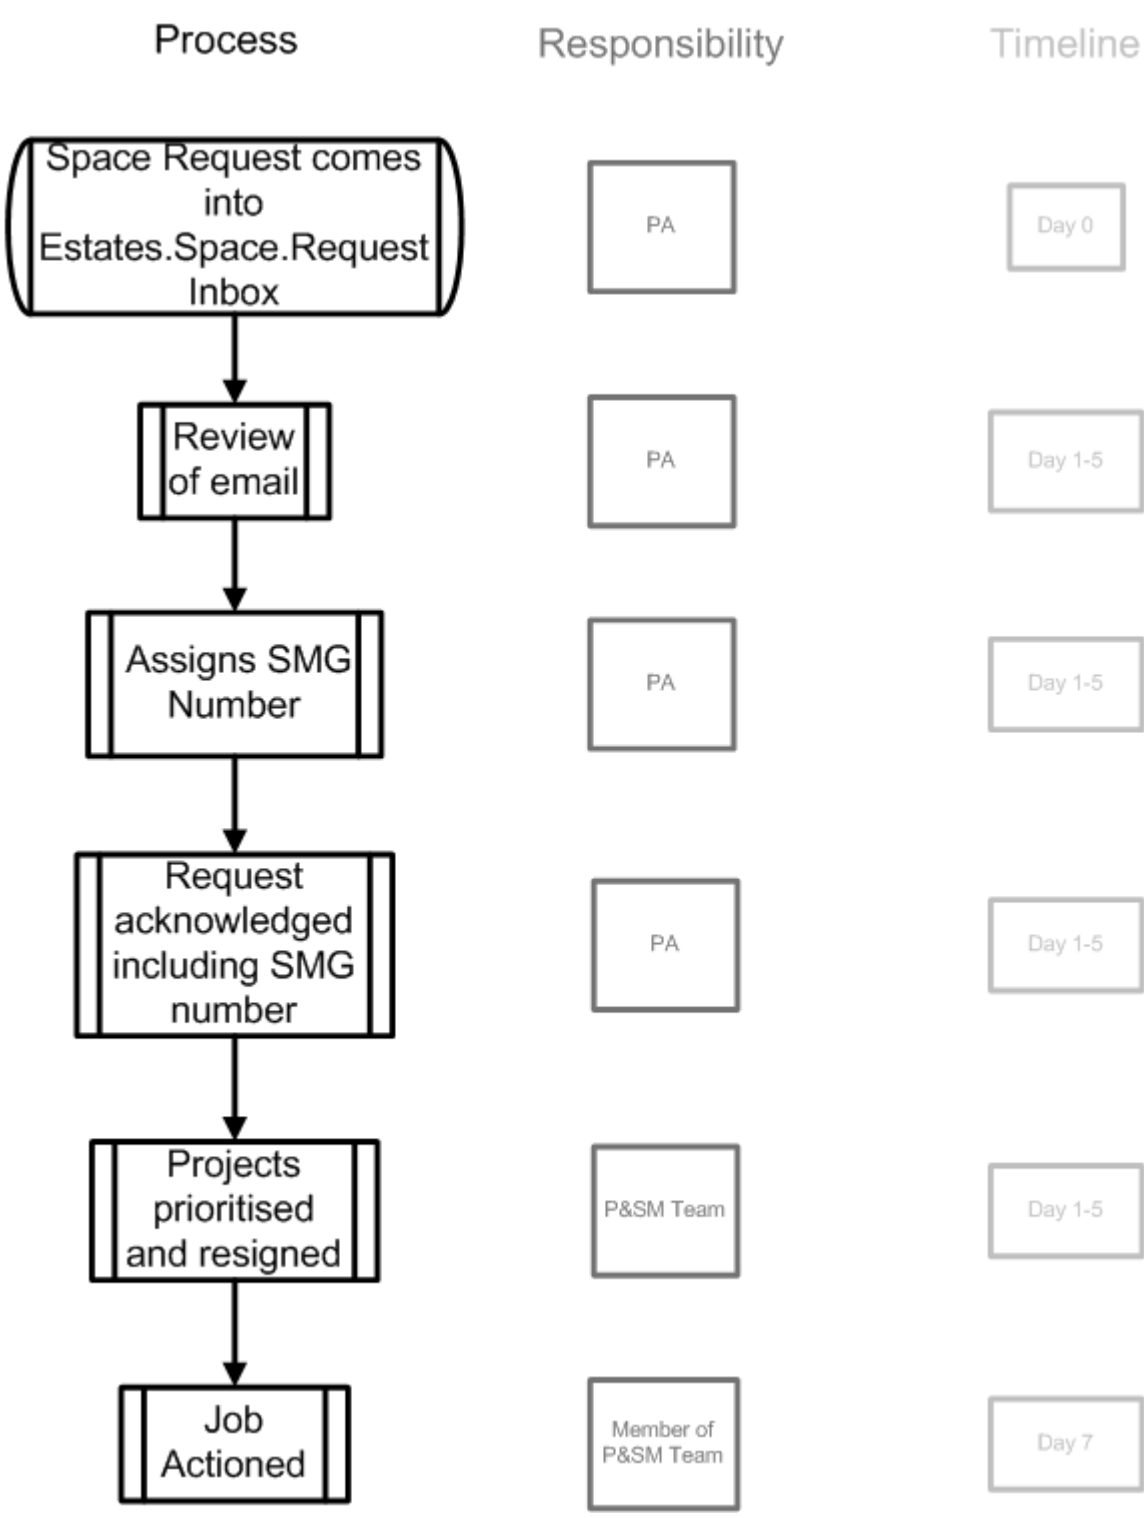 Process
Responsibility
Timeline
Space Request comes
into
Estates.Space.Request
Inbox
PA
Day 0
Review
of email
PA
Day 1-5
Assigns SMG
Number
PA
Day 1-5
Request
acknowledged
including SMG
number
PA
Day 1-5
Projects
prioritised
and resigned
P&SM Team
Day 1-5
Job
Actioned
Member of
P&SM Team
Day 7